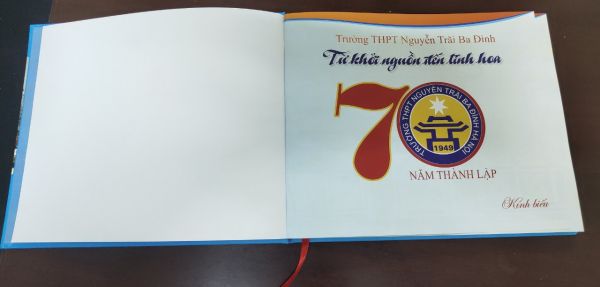 Trường THPT Nguyễn Trãi Ba Đình
Từ khởi nguồn đến tinh hoa
70
TRƯỜNG THPT NGUYỄN TRÃI BA ĐÌNH HÀ NỘI
1949
NĂM THÀNH LẬP
Kính biếu